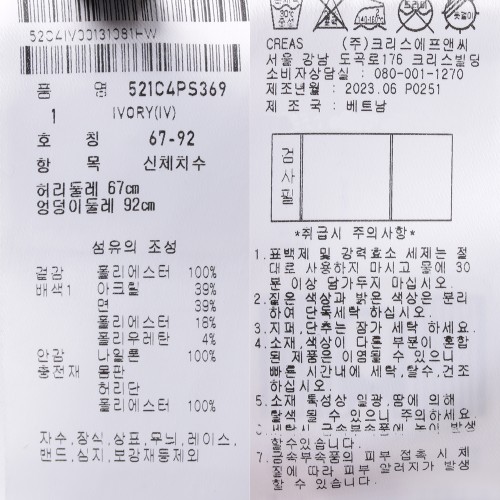 52C4IV00131081HW
품 명 521C4PS369
1 IVORY(IV)
호 칭 67-92
항 목 신체치수
허리둘레 67cm
엉덩이둘레 92cm
섬유의 조성
겉감 폴리에스터 100%
배색1 아크릴 39%
면 39%
폴리에스터 18%
폴리우레탄 4%
안감 나일론 100%
충전재 몸판
허리단
폴리에스터 100%
자수,장식,상표,무늬,레이스,
밴드,심지,보강재등제외
CREAS (주)크리스에프앤씨
서울 강남 도곡로176 크리스빌딩
소비자상담실 : 080-001-1270
제조년월 : 2023.06 P0251
제 조 국 : 베트남
검
사
필
*취급시 주의사항*
1.표백제 및 강력효소 세제는 절
대로 사용하지 마시고 물에 30
분 이상 담가두지 마십시오.
2.짙은 색상과 밝은 색상은 분리
하여 단독세탁 하십시오.
3.지퍼,단추는 잠가 세탁 하세요.
4.소재,색상이 다른 부분이 혼합
된 제품은 이염될 수 있으니
빠른 시간내에 세탁,탈수,건조
하십시오.
5.소재 특성상 일광,땀에 의해
탈색 될 수 있으니 주의하세요
6.세탁시 금속부속품에 녹이 발생
할수있습니다.
7.금속부속품의 피부 접촉 시 체
질에 따라 피부 알러지가 발생
할 수 있습니다.